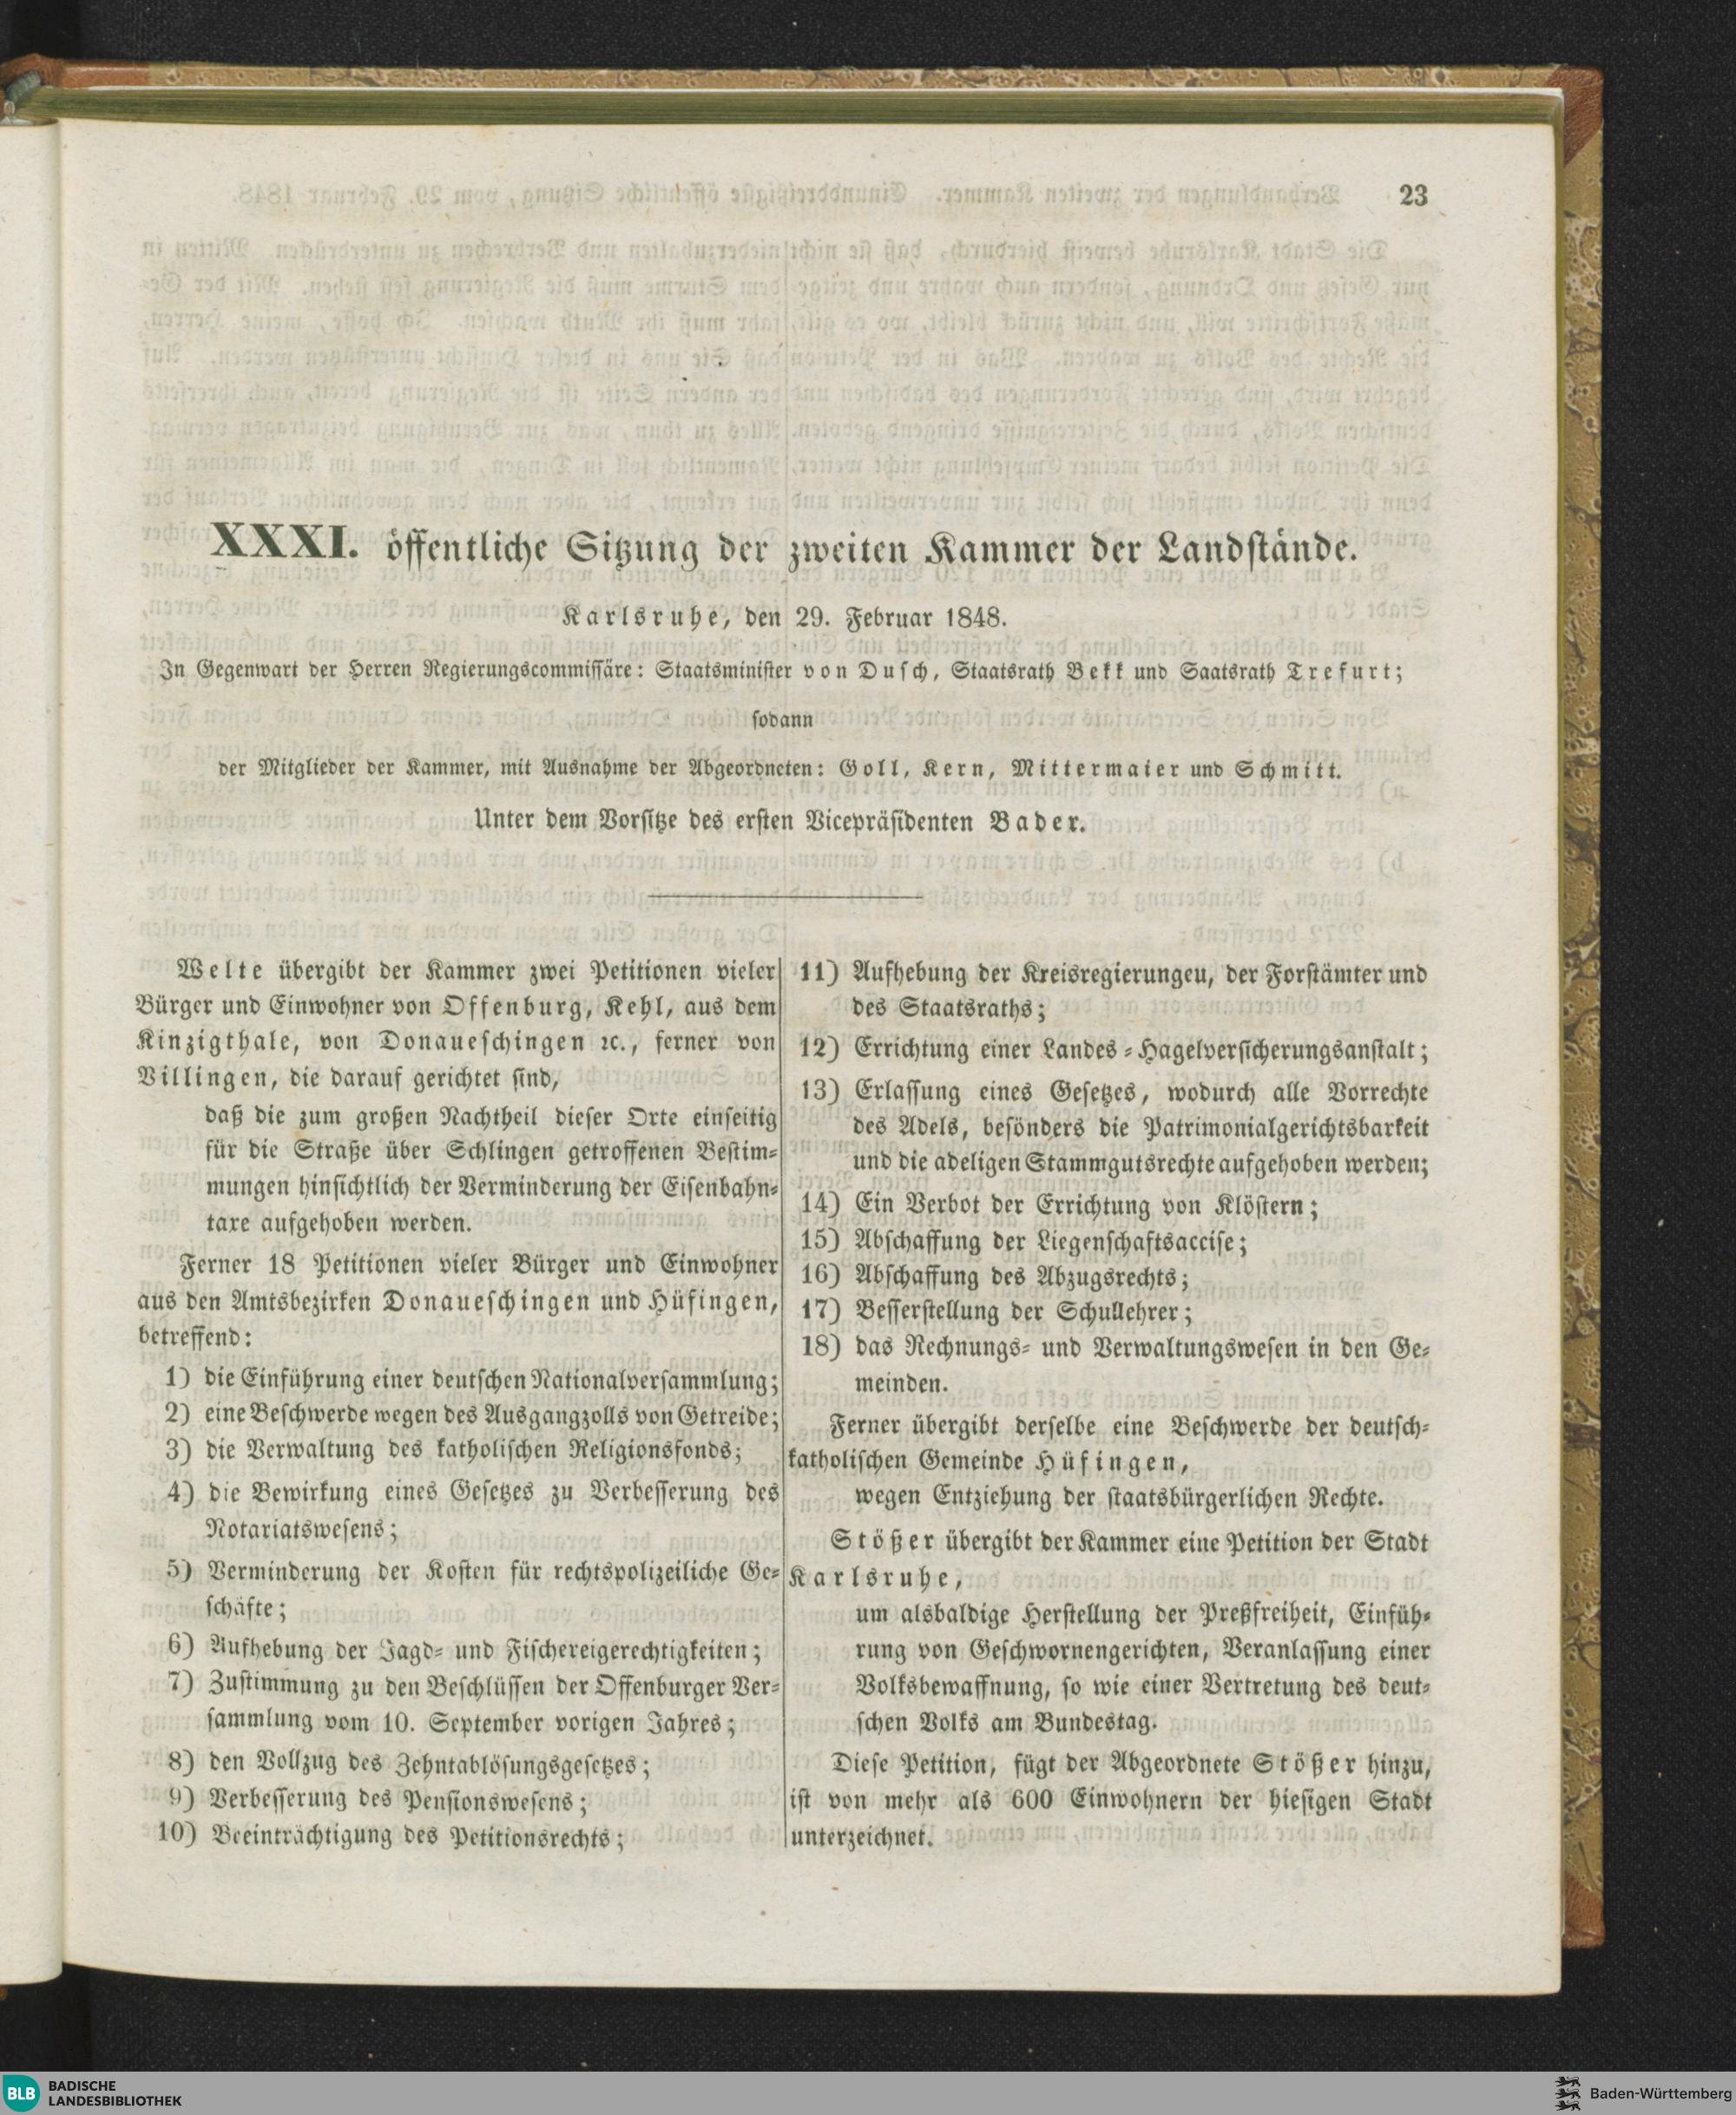 23
XXXI. öffentliche Sitzung der zweiten Kammer der Landstände.
Karlsruhe, den 29. Februar 1848.
In Gegenwart der Herren Regierungscommissäre: Staatsminister von Dusch, Staatsrath Bekk und Saatsrath Trefurt;
sodann
der Mitglieder der Kammer, mit Ausnahme der Abgeordneten: Goll, Kern, Mittermaier und Schmitt.
Unter dem Vorsitze des ersten Vicepräsidenten Bader.
Welte übergibt der Kammer zwei Petitionen vieler
Bürger und Einwohner von Offenburg, Kehl, aus dem
Kinzigthale, von Donaueschingen ꝛc., ferner von
Villingen, die darauf gerichtet sind,
daß die zum großen Nachtheil dieser Orte einseitig
für die Straße über Schlingen getroffenen Bestim-
mungen hinsichtlich der Verminderung der Eisenbahn-
taxe aufgehoben werden.
Ferner 18 Petitionen vieler Bürger und Einwohner
aus den Amtsbezirken Donaueschingen und Hüfingen,
betreffend:
1) die Einführung einer deutschen Nationalversammlung;
2) eine Beschwerde wegen des Ausgangzolls von Getreide;
3) die Verwaltung des katholischen Religionsfonds;
4) die Bewirkung eines Gesetzes zu Verbesserung des
Notariatswesens;
5) Verminderung der Kosten für rechtspolizeiliche Ge-
schäfte;
6) Aufhebung der Jagd- und Fischereigerechtigkeiten;
7) Zustimmung zu den Beschlüssen der Offenburger Ver-
sammlung vom 10. September vorigen Jahres;
8) den Vollzug des Zehntablösungsgesetzes;
9) Verbesserung des Pensionswesens;
10) Beeinträchtigung des Petitionsrechts;
11) Aufhebung der Kreisregierungeu, der Forstämter und
des Staatsraths;
12) Errichtung einer Landes-Hagelversicherungsanstalt;
13) Erlassung eines Gesetzes, wodurch alle Vorrechte
des Adels, besönders die Patrimonialgerichtsbarkeit
und die adeligen Stammgutsrechte aufgehoben werden;
14) Ein Verbot der Errichtung von Klöstern;
15) Abschaffung der Liegenschaftsaccise;
16) Abschaffung des Abzugsrechts;
17) Besserstellung der Schullehrer;
18) das Rechnungs- und Verwaltungswesen in den Ge-
meinden.
Ferner übergibt derselbe eine Beschwerde der deutsch-
katholischen Gemeinde Hüfingen,
wegen Entziehung der staatsbürgerlichen Rechte.
Stößer übergibt der Kammer eine Petition der Stadt
Karlsruhe,
um alsbaldige Herstellung der Preßfreiheit, Einfüh-
rung von Geschwornengerichten, Veranlassung einer
Volksbewaffnung, so wie einer Vertretung des deut-
schen Volks am Bundestag.
Diese Petition, fügt der Abgeordnete Stößer hinzu,
ist von mehr als 600 Einwohnern der hiesigen Stadt
unterzeichnet.
BLB BADISCHE
LANDESBIBLIOTHEK
Baden-Württemberg